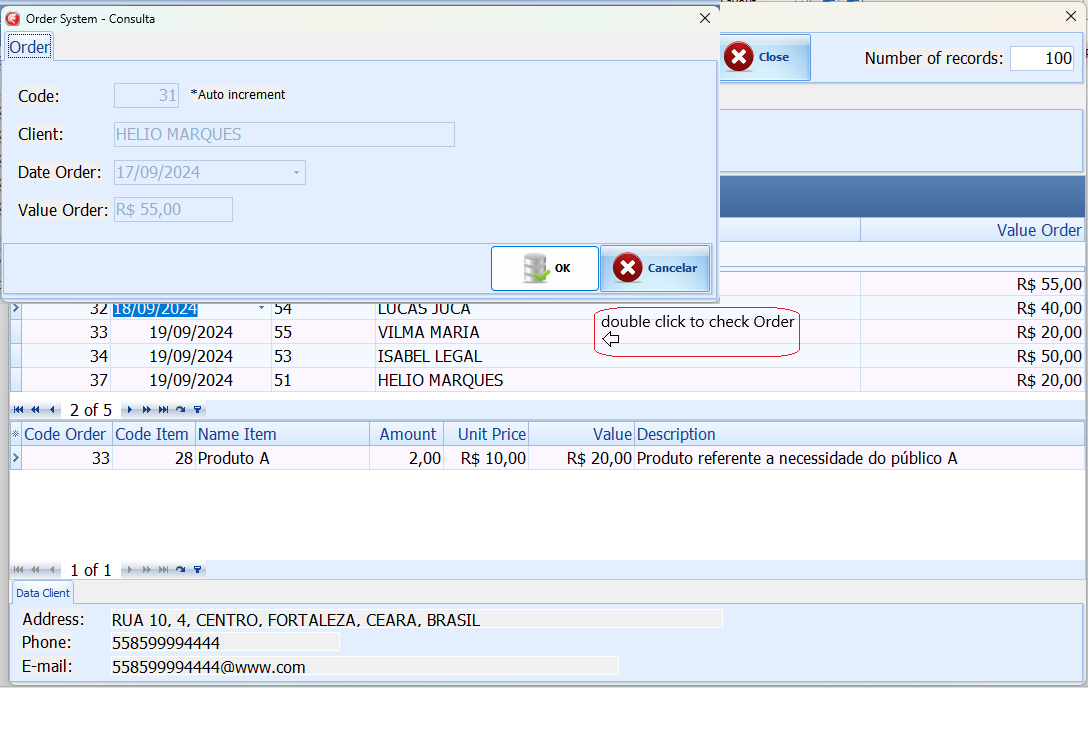 Order System - Consulta
Order
Code: 31 *Auto increment
Client: HELIO MARQUES
Date Order: 17/09/2024
Value Order: R$ 55,00
OK Cancelar
Close Number of records: 100
Value Order
R$ 55,00
32 18/09/2024 54 LUCAS JUCA R$ 40,00
33 19/09/2024 55 VILMA MARIA R$ 20,00
34 19/09/2024 53 ISABEL LEGAL R$ 50,00
37 19/09/2024 51 HELIO MARQUES R$ 20,00
double click to check Order
2 of 5
Code Order Code Item Name Item Amount Unit Price Value Description
33 28 Produto A 2,00 R$ 10,00 R$ 20,00 Produto referente a necessidade do público A
1 of 1
Data Client
Address: RUA 10, 4, CENTRO, FORTALEZA, CEARA, BRASIL
Phone: 558599994444
E-mail: 558599994444@www.com